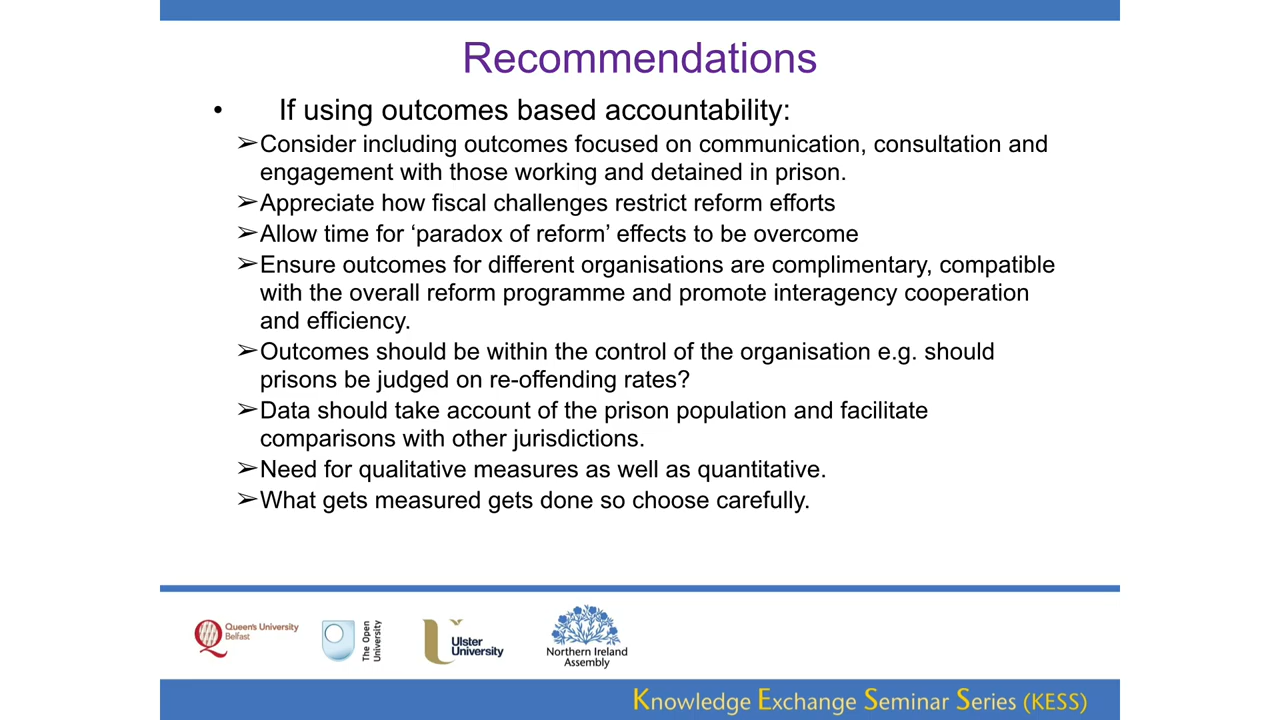 Recommendations
• If using outcomes based accountability:
➢Consider including outcomes focused on communication, consultation and
engagement with those working and detained in prison.
➢Appreciate how fiscal challenges restrict reform efforts
➢Allow time for ‘paradox of reform’ effects to be overcome
➢Ensure outcomes for different organisations are complimentary, compatible
with the overall reform programme and promote interagency cooperation
and efficiency.
➢Outcomes should be within the control of the organisation e.g. should
prisons be judged on re-offending rates?
➢Data should take account of the prison population and facilitate
comparisons with other jurisdictions.
➢Need for qualitative measures as well as quantitative.
➢What gets measured gets done so choose carefully.
Queen's University
Belfast
The Open
University
Ulster
University
Northern Ireland
Assembly
Knowledge Exchange Seminar Series (KESS)